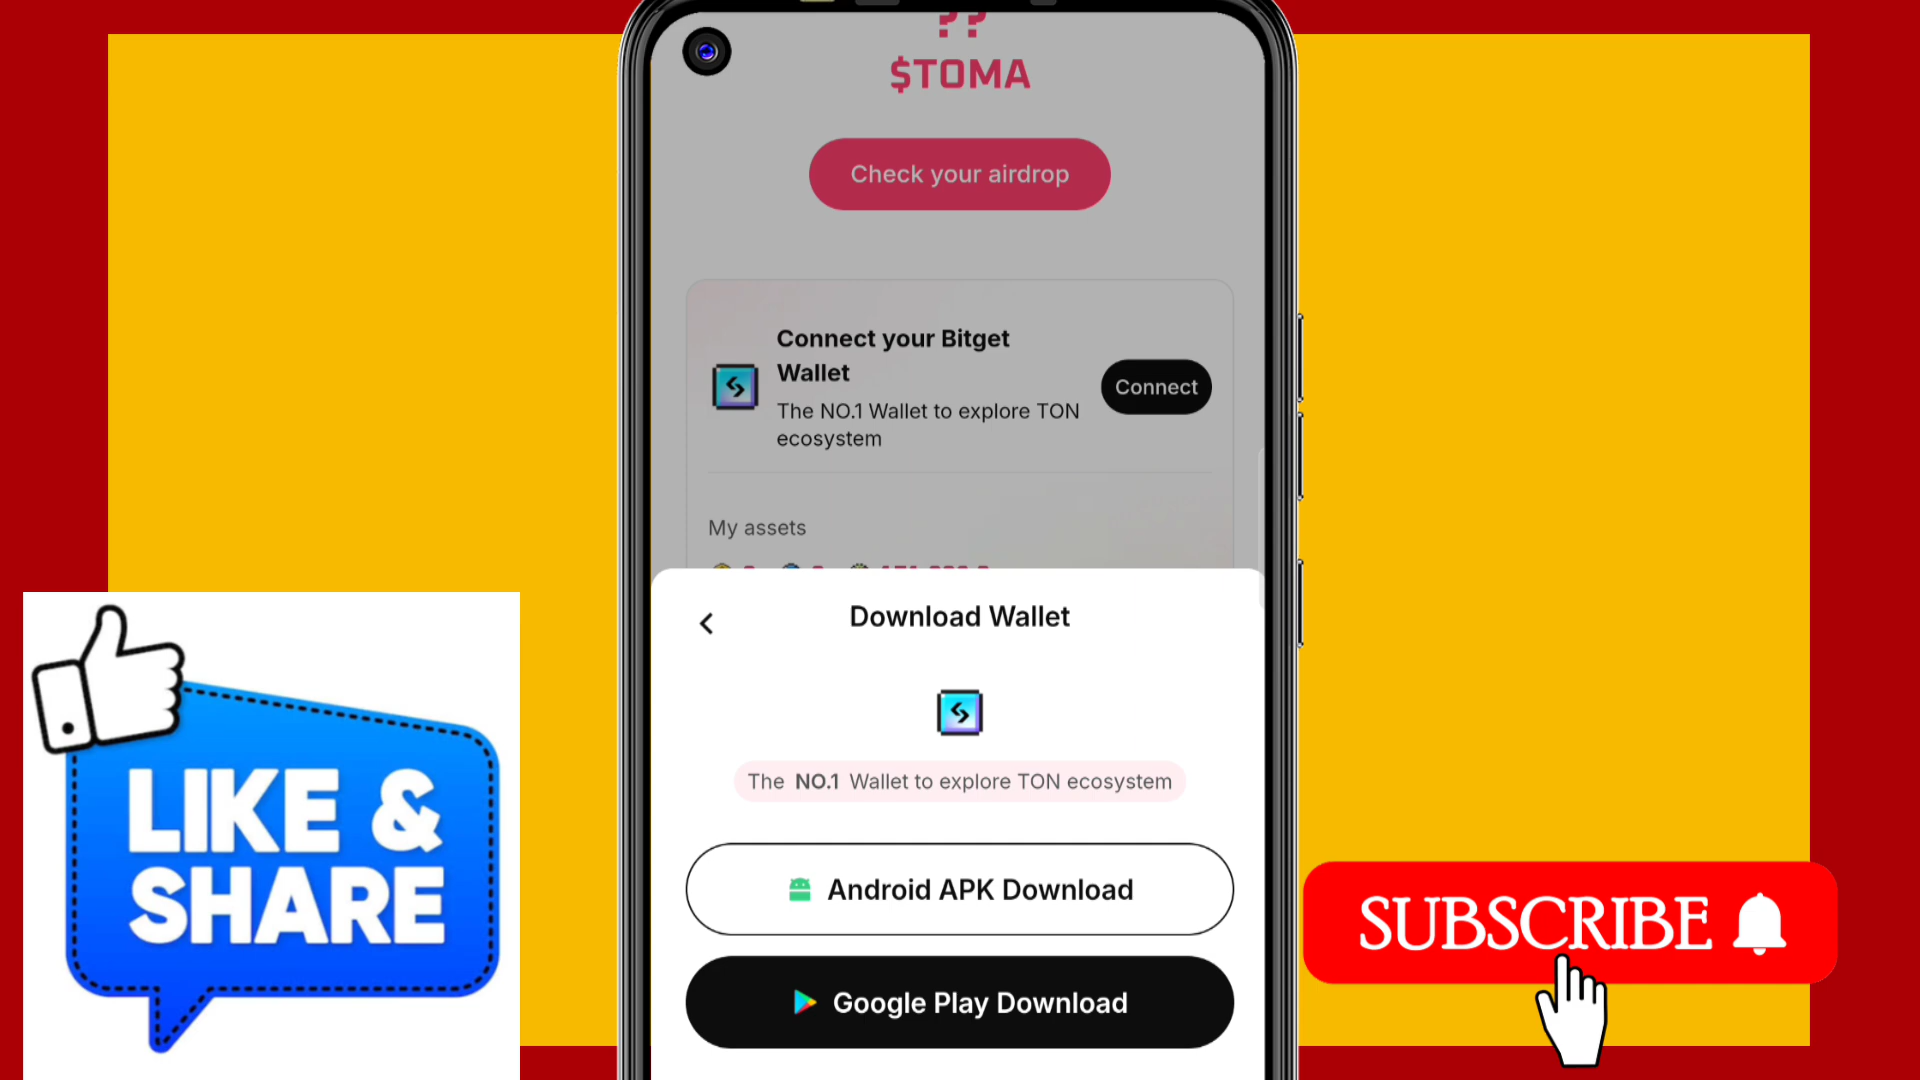 ??
$TOMA
Check your airdrop
Connect your Bitget
Wallet
The NO.1 Wallet to explore TON
ecosystem
Connect
My assets
Download Wallet
The NO.1 Wallet to explore TON ecosystem
Android APK Download
Google Play Download
LIKE &
SHARE
SUBSCRIBE